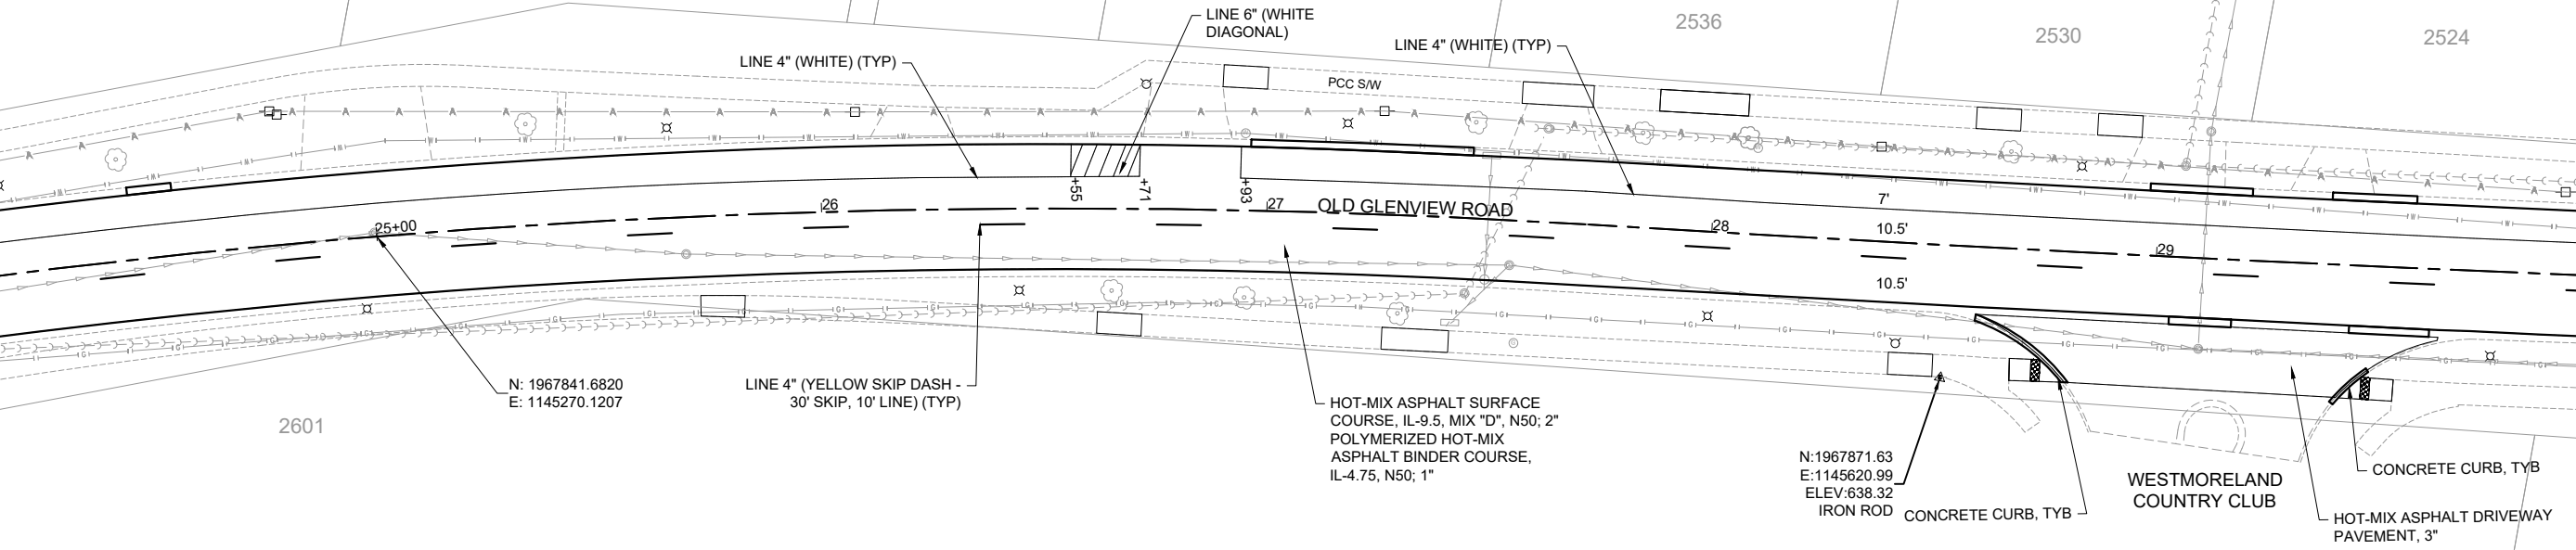 LINE 6" (WHITE
DIAGONAL)
2536
2530
2524
LINE 4" (WHITE) (TYP)
LINE 4" (WHITE) (TYP)
PCC S/W
+55
+71
+93
7'
26
27
OLD GLENVIEW ROAD
25+00
28
10.5'
29
10.5'
N: 1967841.6820
E: 1145270.1207
LINE 4" (YELLOW SKIP DASH -
30' SKIP, 10' LINE) (TYP)
2601
HOT-MIX ASPHALT SURFACE
COURSE, IL-9.5, MIX "D", N50; 2"
POLYMERIZED HOT-MIX
ASPHALT BINDER COURSE,
IL-4.75, N50; 1"
N:1967871.63
E:1145620.99
ELEV:638.32
IRON ROD
CONCRETE CURB, TYB
WESTMORELAND
COUNTRY CLUB
CONCRETE CURB, TYB
HOT-MIX ASPHALT DRIVEWAY
PAVEMENT, 3"